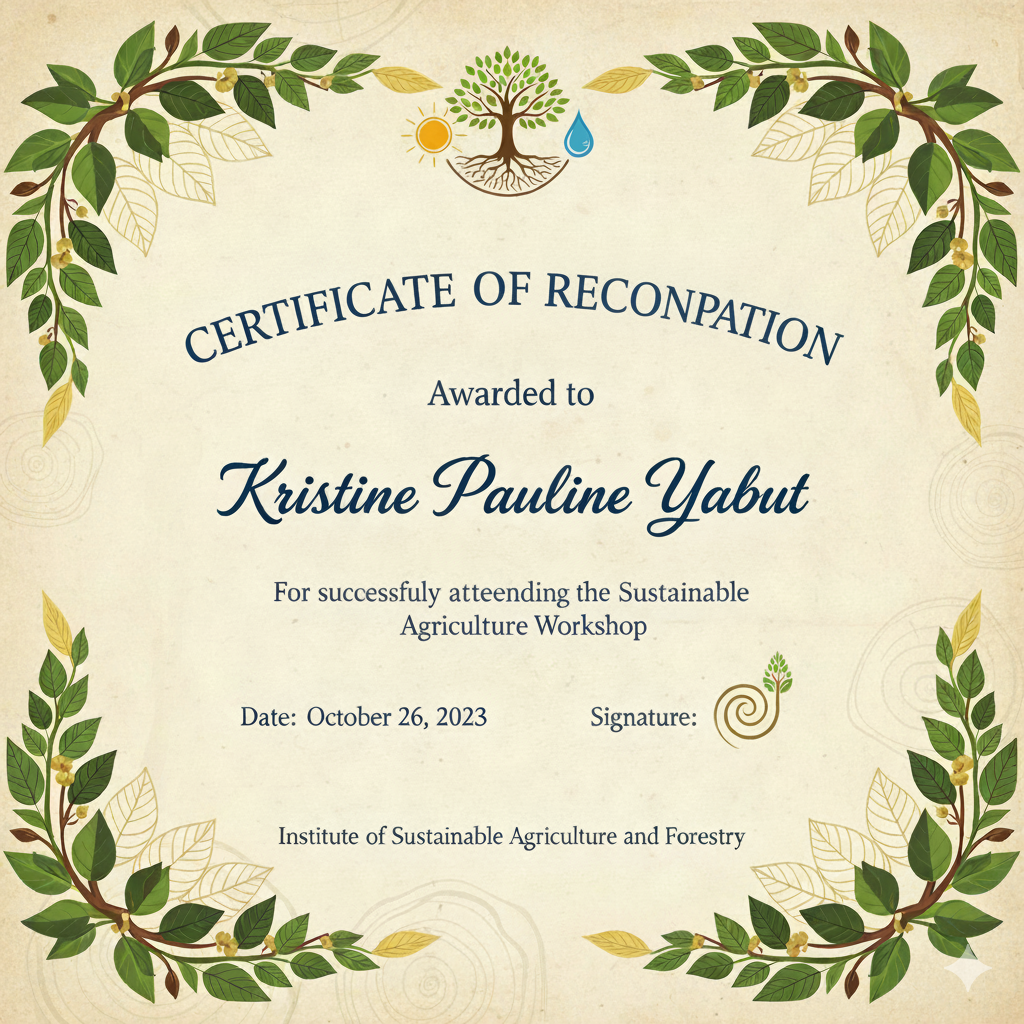 CERTIFICATE OF RECONPATION
Awarded to
Kristine Pauline Yabut
For successfuly atteending the Sustainable
Agriculture Workshop
Date: October 26, 2023
Signature:
Institute of Sustainable Agriculture and Forestry